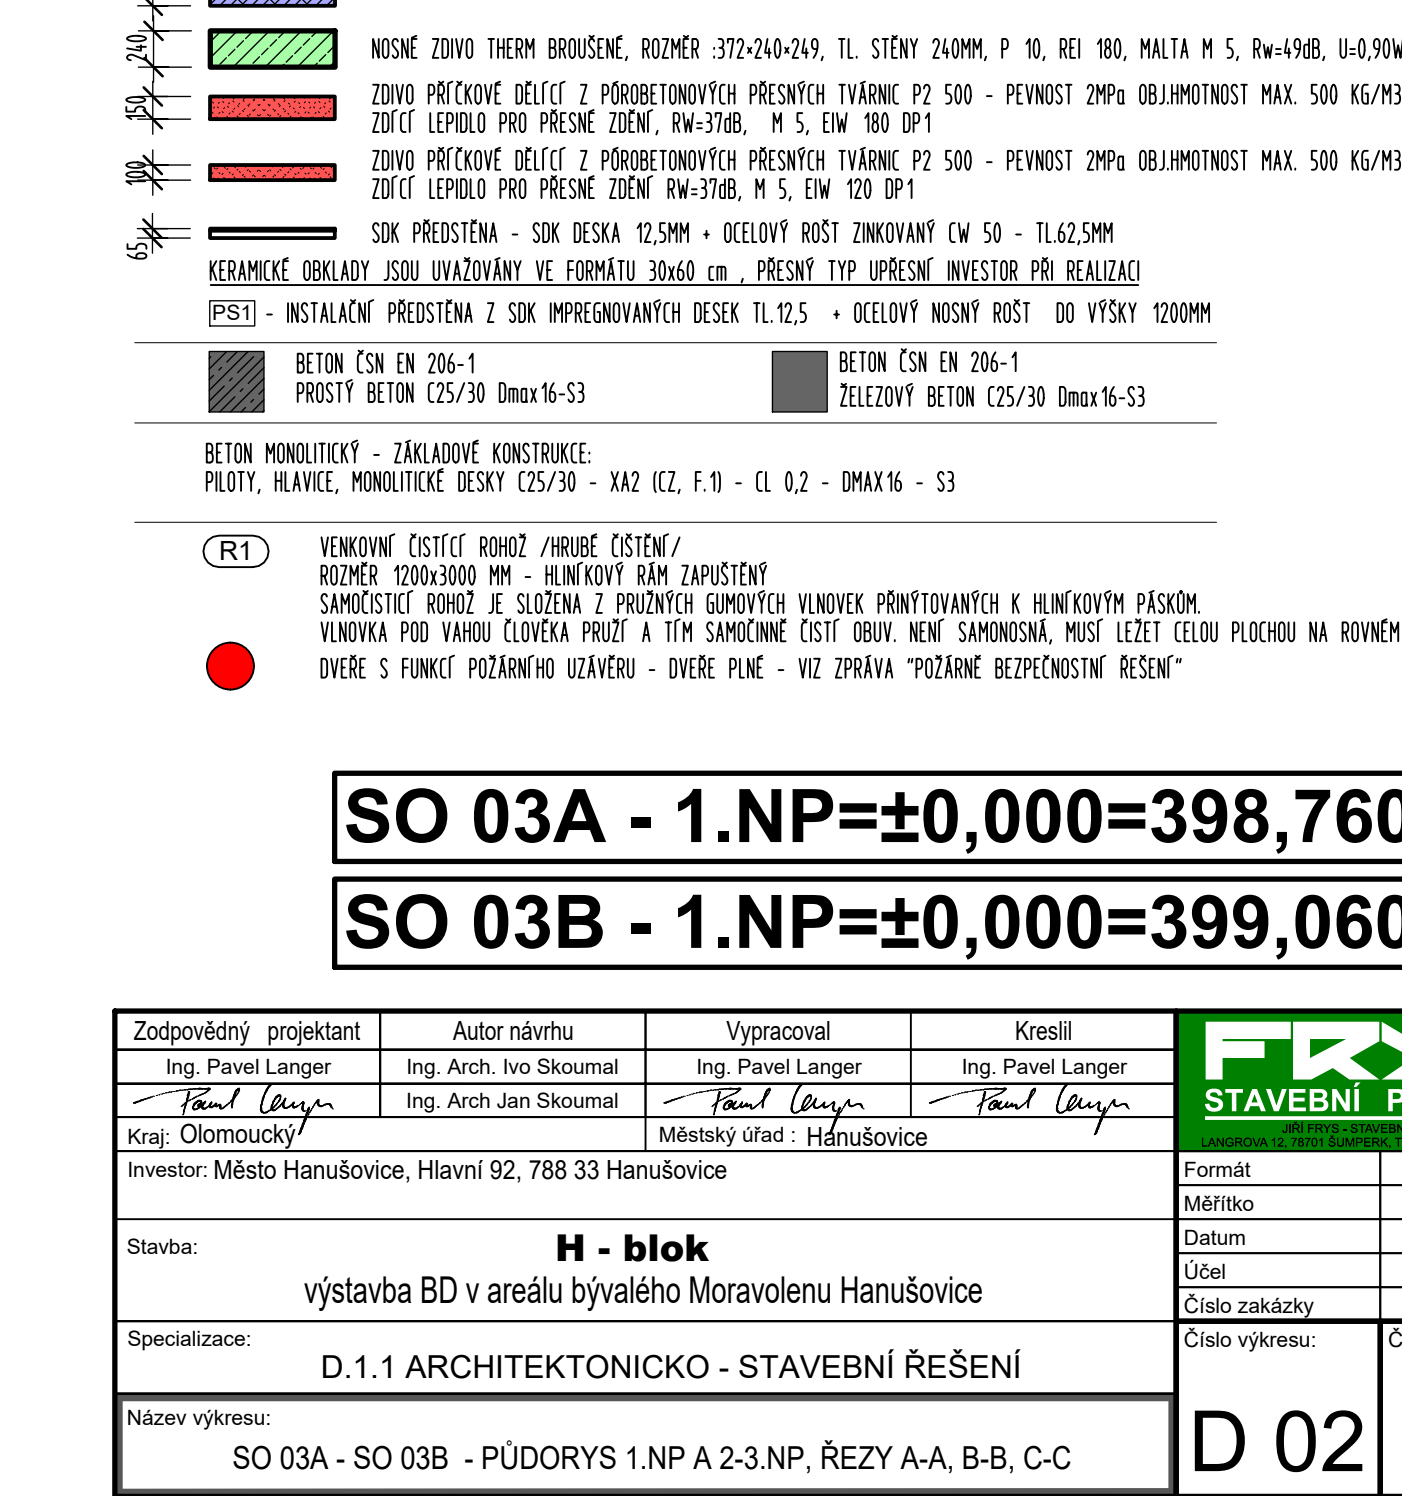 240
NOSNÉ ZDIVO THERM BROUŠENÉ, ROZMĚR :372×240×249, TL. STĚNY 240MM, P 10, REI 180, MALTA M 5, Rw=49dB, U=0,90W
150
ZDIVO PŘÍČKOVÉ DĚLÍCÍ Z PÓROBETONOVÝCH PŘESNÝCH TVÁRNIC P2 500 - PEVNOST 2MPa OBJ.HMOTNOST MAX. 500 KG/M3
ZDÍCÍ LEPIDLO PRO PŘESNÉ ZDĚNÍ, RW=37dB, M 5, EIW 180 DP1
100
ZDIVO PŘÍČKOVÉ DĚLÍCÍ Z PÓROBETONOVÝCH PŘESNÝCH TVÁRNIC P2 500 - PEVNOST 2MPa OBJ.HMOTNOST MAX. 500 KG/M3
ZDÍCÍ LEPIDLO PRO PŘESNÉ ZDĚNÍ RW=37dB, M 5, EIW 120 DP1
65
SDK PŘEDSTĚNA - SDK DESKA 12,5MM + OCELOVÝ ROŠT ZINKOVANÝ CW 50 - TL.62,5MM
KERAMICKÉ OBKLADY JSOU UVAŽOVÁNY VE FORMÁTU 30x60 cm , PŘESNÝ TYP UPŘESNÍ INVESTOR PŘI REALIZACI
PS1 - INSTALAČNÍ PŘEDSTĚNA Z SDK IMPREGNOVANÝCH DESEK TL.12,5 + OCELOVÝ NOSNÝ ROŠT DO VÝŠKY 1200MM
BETON ČSN EN 206-1
PROSTÝ BETON C25/30 Dmax16-S3
BETON ČSN EN 206-1
ŽELEZOVÝ BETON C25/30 Dmax16-S3
BETON MONOLITICKÝ - ZÁKLADOVÉ KONSTRUKCE:
PILOTY, HLAVICE, MONOLITICKÉ DESKY C25/30 - XA2 (CZ, F.1) - CL 0,2 - DMAX16 - S3
R1
VENKOVNÍ ČISTÍCÍ ROHOŽ /HRUBÉ ČIŠTĚNÍ/
ROZMĚR 1200x3000 MM - HLINÍKOVÝ RÁM ZAPUŠTĚNÝ
SAMOČISTICÍ ROHOŽ JE SLOŽENA Z PRUŽNÝCH GUMOVÝCH VLNOVEK PŘINÝTOVANÝCH K HLINÍKOVÝM PÁSKŮM.
VLNOVKA POD VAHOU ČLOVĚKA PRUŽÍ A TÍM SAMOČINNĚ ČISTÍ OBUV. NENÍ SAMONOSNÁ, MUSÍ LEŽET CELOU PLOCHOU NA ROVNÉM
DVEŘE S FUNKCÍ POŽÁRNÍHO UZÁVĚRU - DVEŘE PLNÉ - VIZ ZPRÁVA "POŽÁRNĚ BEZPEČNOSTNÍ ŘEŠENÍ"
SO 03A - 1.NP=±0,000=398,760
SO 03B - 1.NP=±0,000=399,060
Zodpovědný projektant
Autor návrhu
Vypracoval
Kreslil
Ing. Pavel Langer
Ing. Arch. Ivo Skoumal
Ing. Pavel Langer
Ing. Pavel Langer
Ing. Arch Jan Skoumal
Kraj: Olomoucký
Městský úřad : Hanušovice
STAVEBNÍ P
JIŘÍ FRYS - STAVEBN
LANGROVA 12, 78701 ŠUMPERK, T
Investor: Město Hanušovice, Hlavní 92, 788 33 Hanušovice
Formát
Měřítko
Datum
Účel
Číslo zakázky
Stavba:
H - blok
výstavba BD v areálu bývalého Moravolenu Hanušovice
Specializace:
D.1.1 ARCHITEKTONICKO - STAVEBNÍ ŘEŠENÍ
Číslo výkresu:
Č
D 02
Název výkresu:
SO 03A - SO 03B - PŮDORYS 1.NP A 2-3.NP, ŘEZY A-A, B-B, C-C